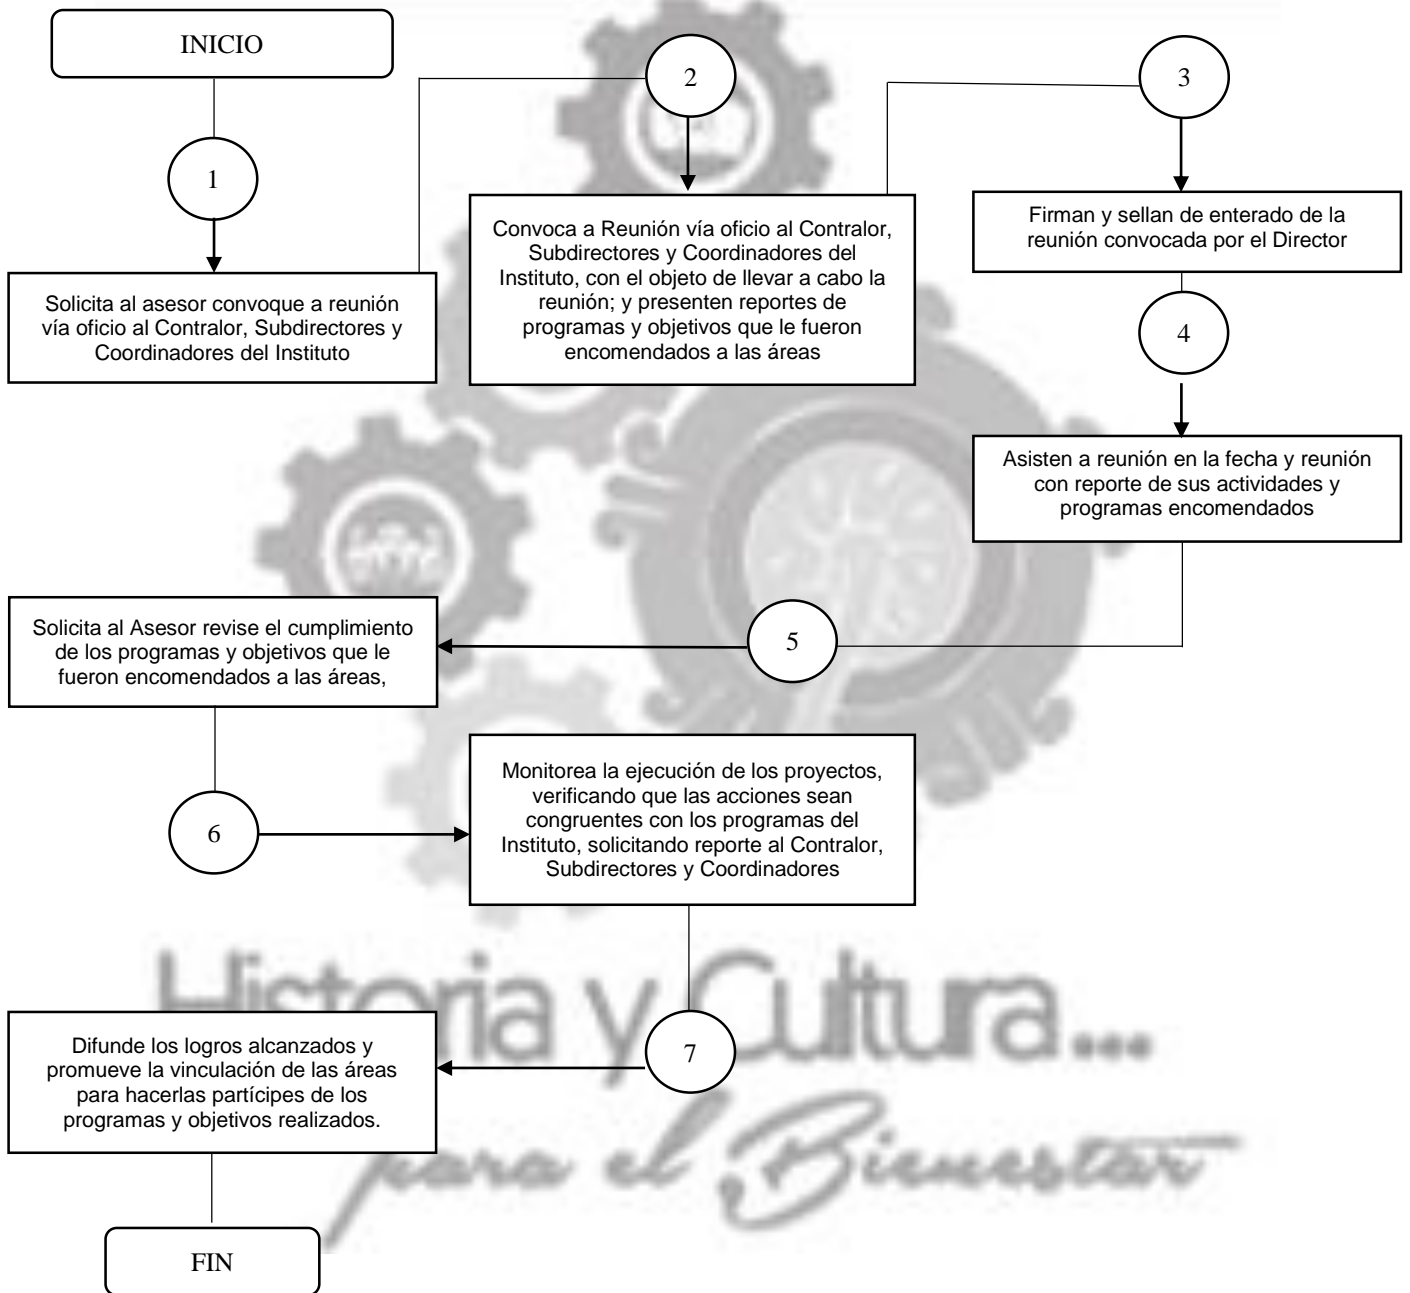 INICIO
1
Solicita al asesor convoque a reunión
vía oficio al Contralor, Subdirectores y
Coordinadores del Instituto
2
Convoca a Reunión vía oficio al Contralor,
Subdirectores y Coordinadores del
Instituto, con el objeto de llevar a cabo la
reunión; y presenten reportes de
programas y objetivos que le fueron
encomendados a las áreas
3
Firman y sellan de enterado de la
reunión convocada por el Director
4
Asisten a reunión en la fecha y reunión
con reporte de sus actividades y
programas encomendados
5
Solicita al Asesor revise el cumplimiento
de los programas y objetivos que le
fueron encomendados a las áreas,
6
Monitorea la ejecución de los proyectos,
verificando que las acciones sean
congruentes con los programas del
Instituto, solicitando reporte al Contralor,
Subdirectores y Coordinadores
7
Difunde los logros alcanzados y
promueve la vinculación de las áreas
para hacerlas partícipes de los
programas y objetivos realizados.
FIN
Historia y Cultura...
para el Bienestar